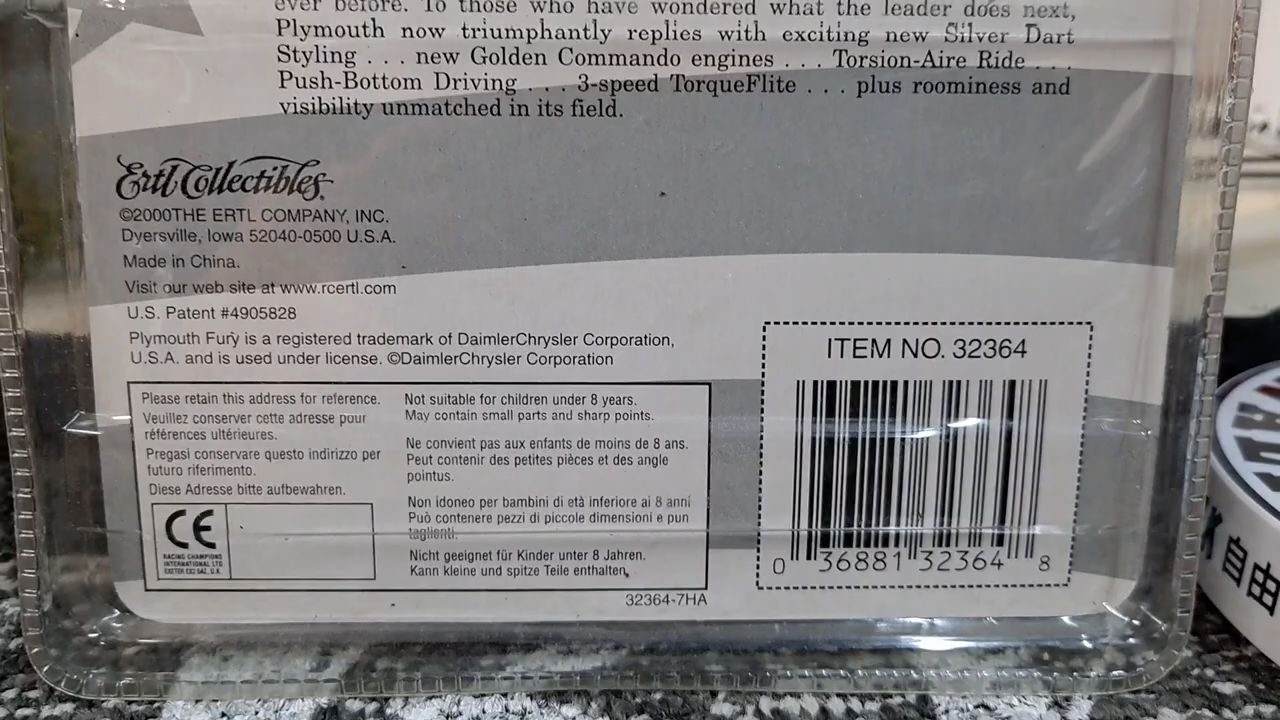 ever before. To those who have wondered what the leader does next,
Plymouth now triumphantly replies with exciting new Silver Dart
Styling . . . new Golden Commando engines . . . Torsion-Aire Ride . . .
Push-Bottom Driving . . . 3-speed TorqueFlite . . . plus roominess and
visibility unmatched in its field.
Ertl Collectibles
©2000THE ERTL COMPANY, INC.
Dyersville, Iowa 52040-0500 U.S.A.
Made in China.
Visit our web site at www.rcertl.com
U.S. Patent #4905828
Plymouth Fury is a registered trademark of DaimlerChrysler Corporation,
U.S.A. and is used under license. ©DaimlerChrysler Corporation
Please retain this address for reference.
Veuillez conserver cette adresse pour
références ultérieures.
Pregasi conservare questo indirizzo per
futuro riferimento.
Diese Adresse bitte aufbewahren.
CE
RACING CHAMPIONS
INTERNATIONAL LTD
EXETER EX2 U.K.
Not suitable for children under 8 years.
May contain small parts and sharp points.
Ne convient pas aux enfants de moins de 8 ans.
Peut contenir des petites pièces et des angle
pointus.
Non idoneo per bambini di età inferiore ai 8 anni
Può contenere pezzi di piccole dimensioni e pun
taglienti.
Nicht geeignet für Kinder unter 8 Jahren.
Kann kleine und spitze Teile enthalten.
32364-7HA
ITEM NO. 32364
0 36881 32364 8
自由